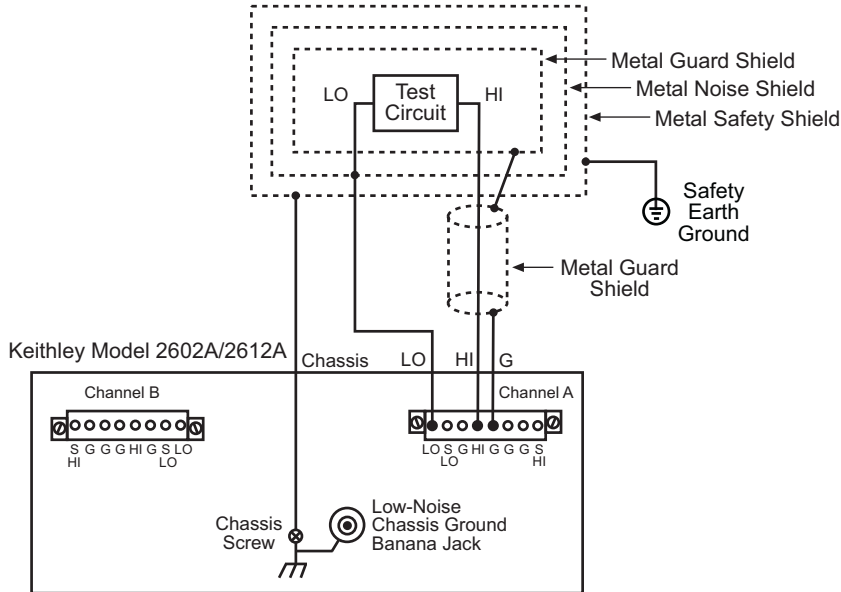 Metal Guard Shield
Metal Noise Shield
Metal Safety Shield
LO
Test
Circuit
HI
Safety
Earth
Ground
Metal Guard
Shield
Keithley Model 2602A/2612A
Chassis
LO
HI
G
Channel B
Channel A
S G G G HI G S LO
HI LO
LO S G HI G G G S
LO HI
Chassis
Screw
Low-Noise
Chassis Ground
Banana Jack